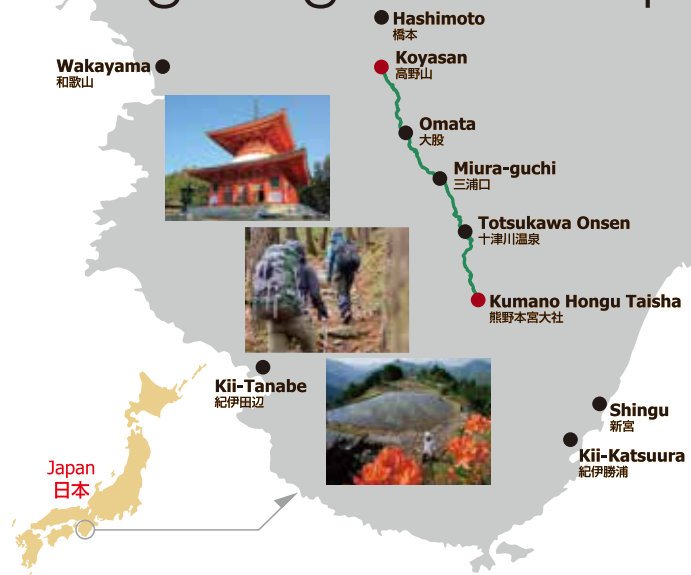 Hashimoto
橋本
Koyasan
高野山
Wakayama
和歌山
Omata
大股
Miura-guchi
三浦口
Totsukawa Onsen
十津川温泉
Kumano Hongu Taisha
熊野本宮大社
Kii-Tanabe
紀伊田辺
Shingu
新宮
Kii-Katsuura
紀伊勝浦
Japan
日本